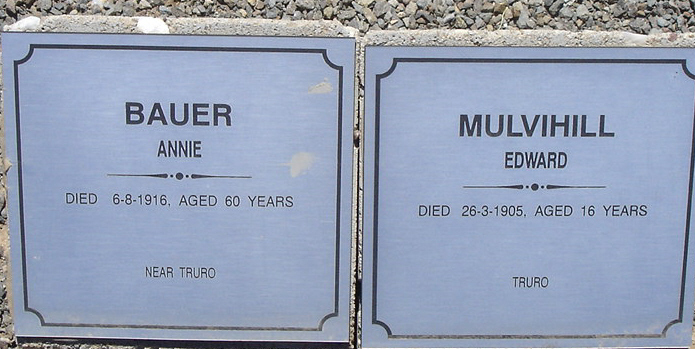 BAUER
ANNIE
DIED 6-8-1916, AGED 60 YEARS
NEAR TRURO
MULVIHILL
EDWARD
DIED 26-3-1905, AGED 16 YEARS
TRURO